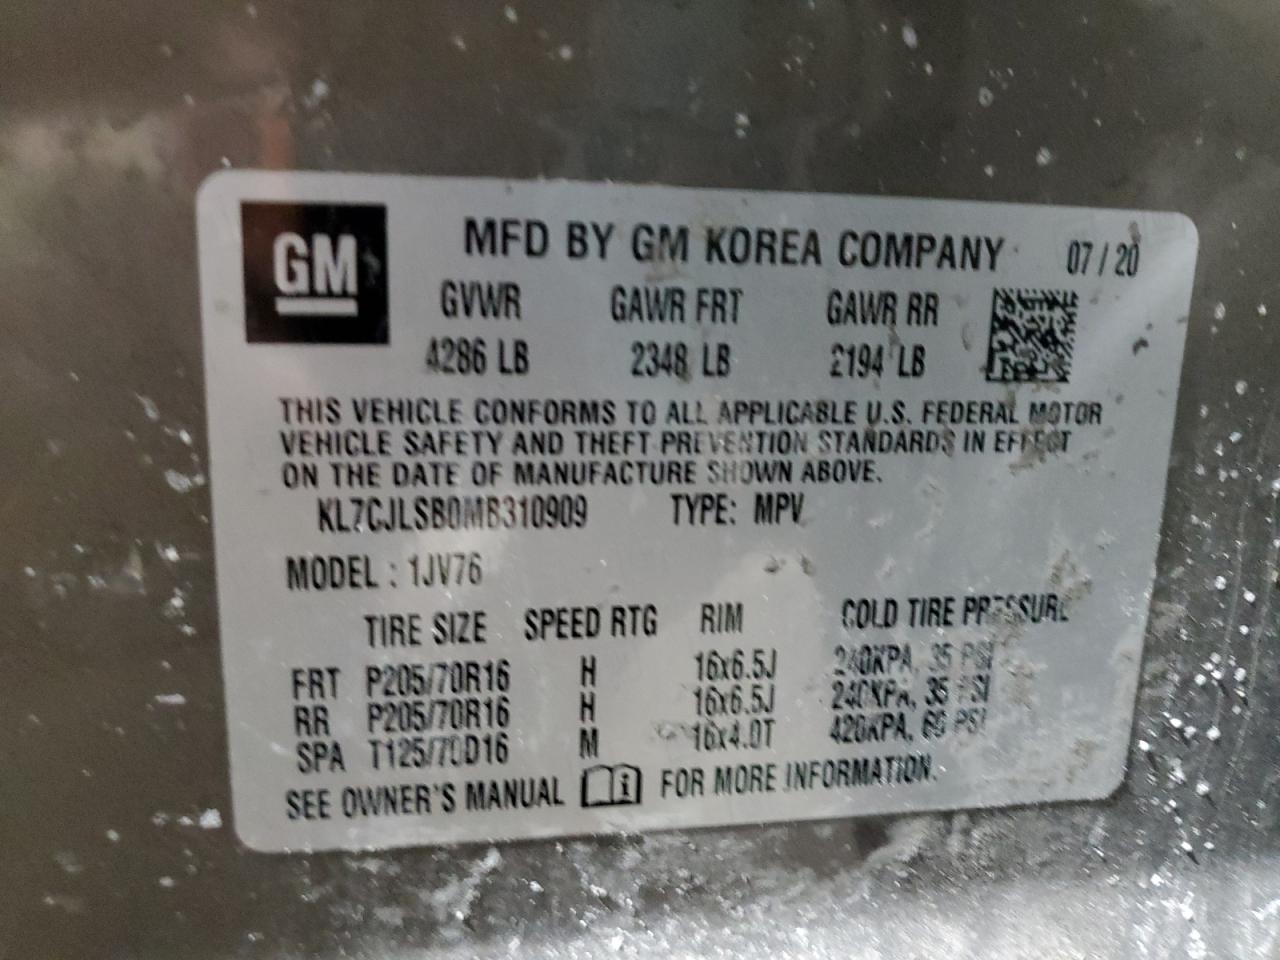 GM
MFD BY GM KOREA COMPANY 07 / 20
GVWR GAWR FRT GAWR RR
4286 LB 2348 LB 2194 LB
THIS VEHICLE CONFORMS TO ALL APPLICABLE U.S. FEDERAL MOTOR
VEHICLE SAFETY AND THEFT PREVENTION STANDARDS IN EFFECT
ON THE DATE OF MANUFACTURE SHOWN ABOVE.
KL7CJLSB0MB310909 TYPE: MPV
MODEL : 1JV76
TIRE SIZE SPEED RTG RIM COLD TIRE PRESSURE
FRT P205/70R16 H 16x6.5J 240KPA, 35 PSI
RR P205/70R16 H 16x6.5J 240KPA, 35 PSI
SPA T125/70D16 M 16x4.0T 420KPA, 60 PSI
SEE OWNER'S MANUAL FOR MORE INFORMATION.